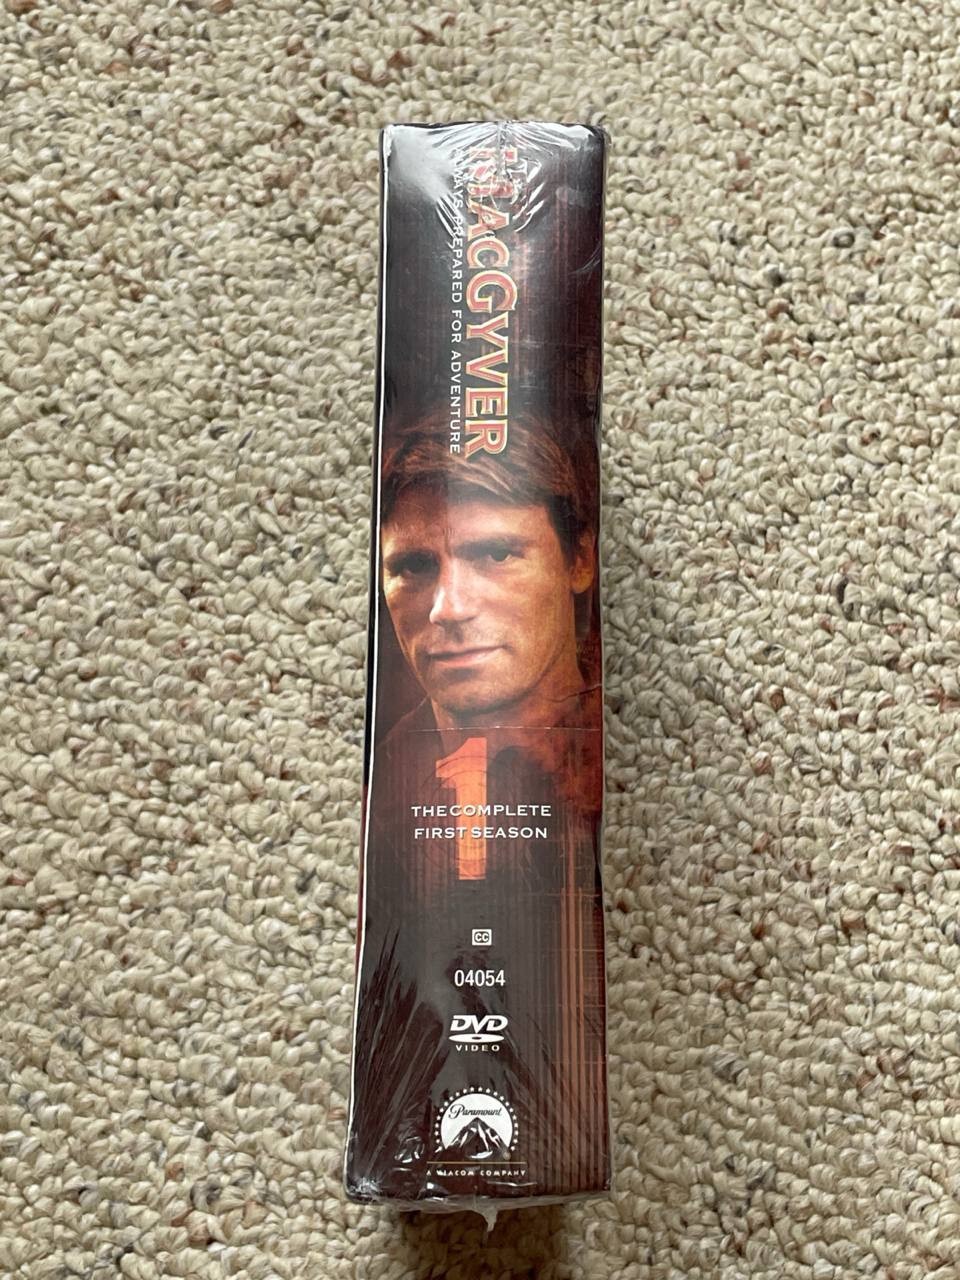 MACGYVER
ALWAYS PREPARED FOR ADVENTURE
1
THE COMPLETE
FIRST SEASON
CC
04054
DVD
VIDEO
Paramount
A VIACOM COMPANY